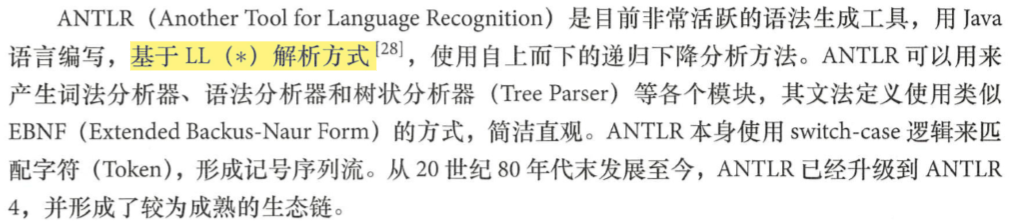 ANTLR（Another Tool for Language Recognition）是目前非常活跃的语法生成工具，用 Java
语言编写，基于 LL（*）解析方式[28]，使用自上而下的递归下降分析方法。ANTLR 可以用来
产生词法分析器、语法分析器和树状分析器（Tree Parser）等各个模块，其文法定义使用类似
EBNF（Extended Backus-Naur Form）的方式，简洁直观。ANTLR 本身使用 switch-case 逻辑来匹
配字符（Token），形成记号序列流。从 20 世纪 80 年代末发展至今，ANTLR 已经升级到 ANTLR
4，并形成了较为成熟的生态链。